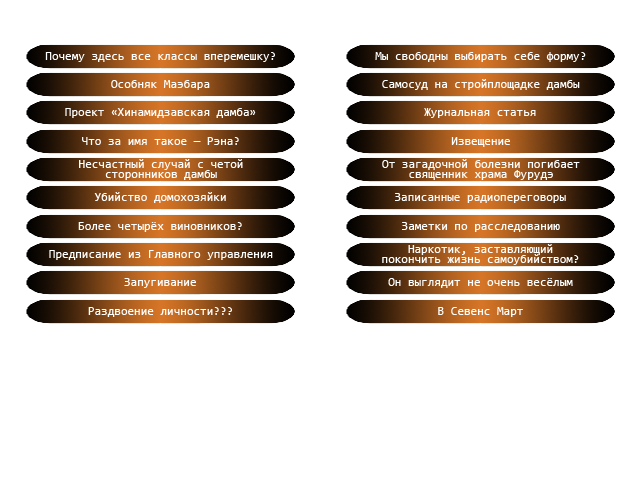 Почему здесь все классы вперемешку?
Особняк Маэбара
Проект «Хинамидзавская дамба»
Что за имя такое — Рэна?
Несчастный случай с четой
сторонников дамбы
Убийство домохозяйки
Более четырёх виновников?
Предписание из Главного управления
Запугивание
Раздвоение личности???
Мы свободны выбирать себе форму?
Самосуд на стройплощадке дамбы
Журнальная статья
Извещение
От загадочной болезни погибает
священник храма Фурудэ
Записанные радиопереговоры
Заметки по расследованию
Наркотик, заставляющий
покончить жизнь самоубийством?
Он выглядит не очень весёлым
В Севенс Март